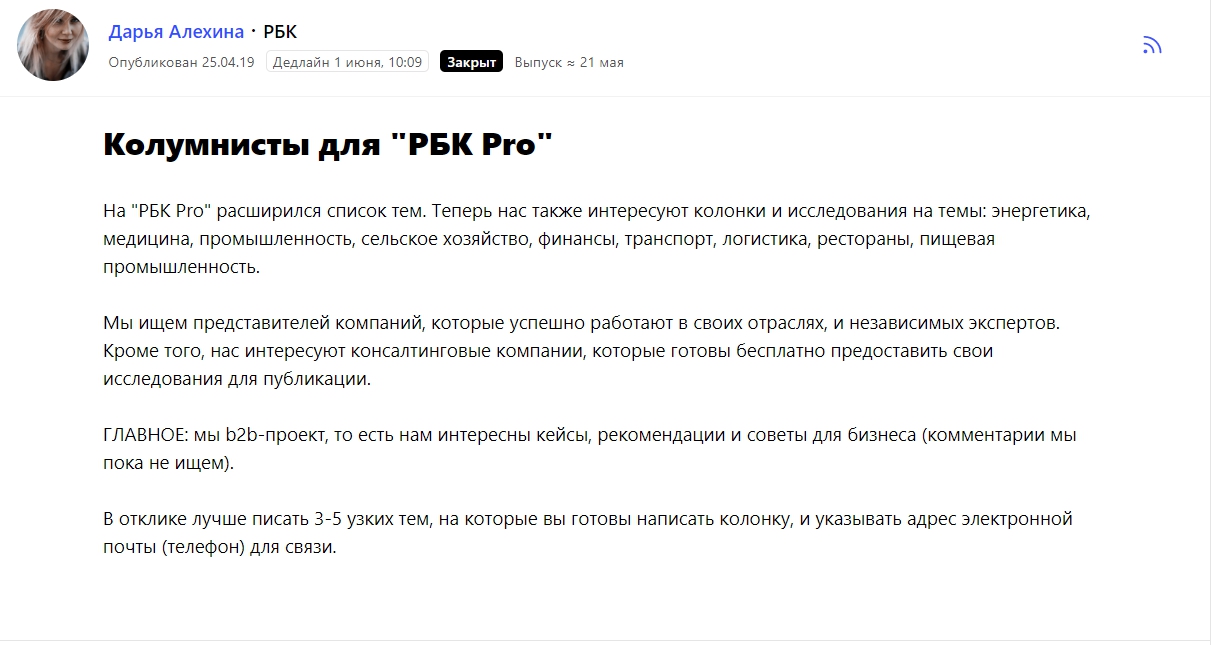 Дарья Алехина · РБК
Опубликован 25.04.19 Дедлайн 1 июня, 10:09 Закрыт Выпуск ≈ 21 мая
Колумнисты для "РБК Pro"
На "РБК Pro" расширился список тем. Теперь нас также интересуют колонки и исследования на темы: энергетика,
медицина, промышленность, сельское хозяйство, финансы, транспорт, логистика, рестораны, пищевая
промышленность.
Мы ищем представителей компаний, которые успешно работают в своих отраслях, и независимых экспертов.
Кроме того, нас интересуют консалтинговые компании, которые готовы бесплатно предоставить свои
исследования для публикации.
ГЛАВНОЕ: мы b2b-проект, то есть нам интересны кейсы, рекомендации и советы для бизнеса (комментарии мы
пока не ищем).
В отклике лучше писать 3-5 узких тем, на которые вы готовы написать колонку, и указывать адрес электронной
почты (телефон) для связи.